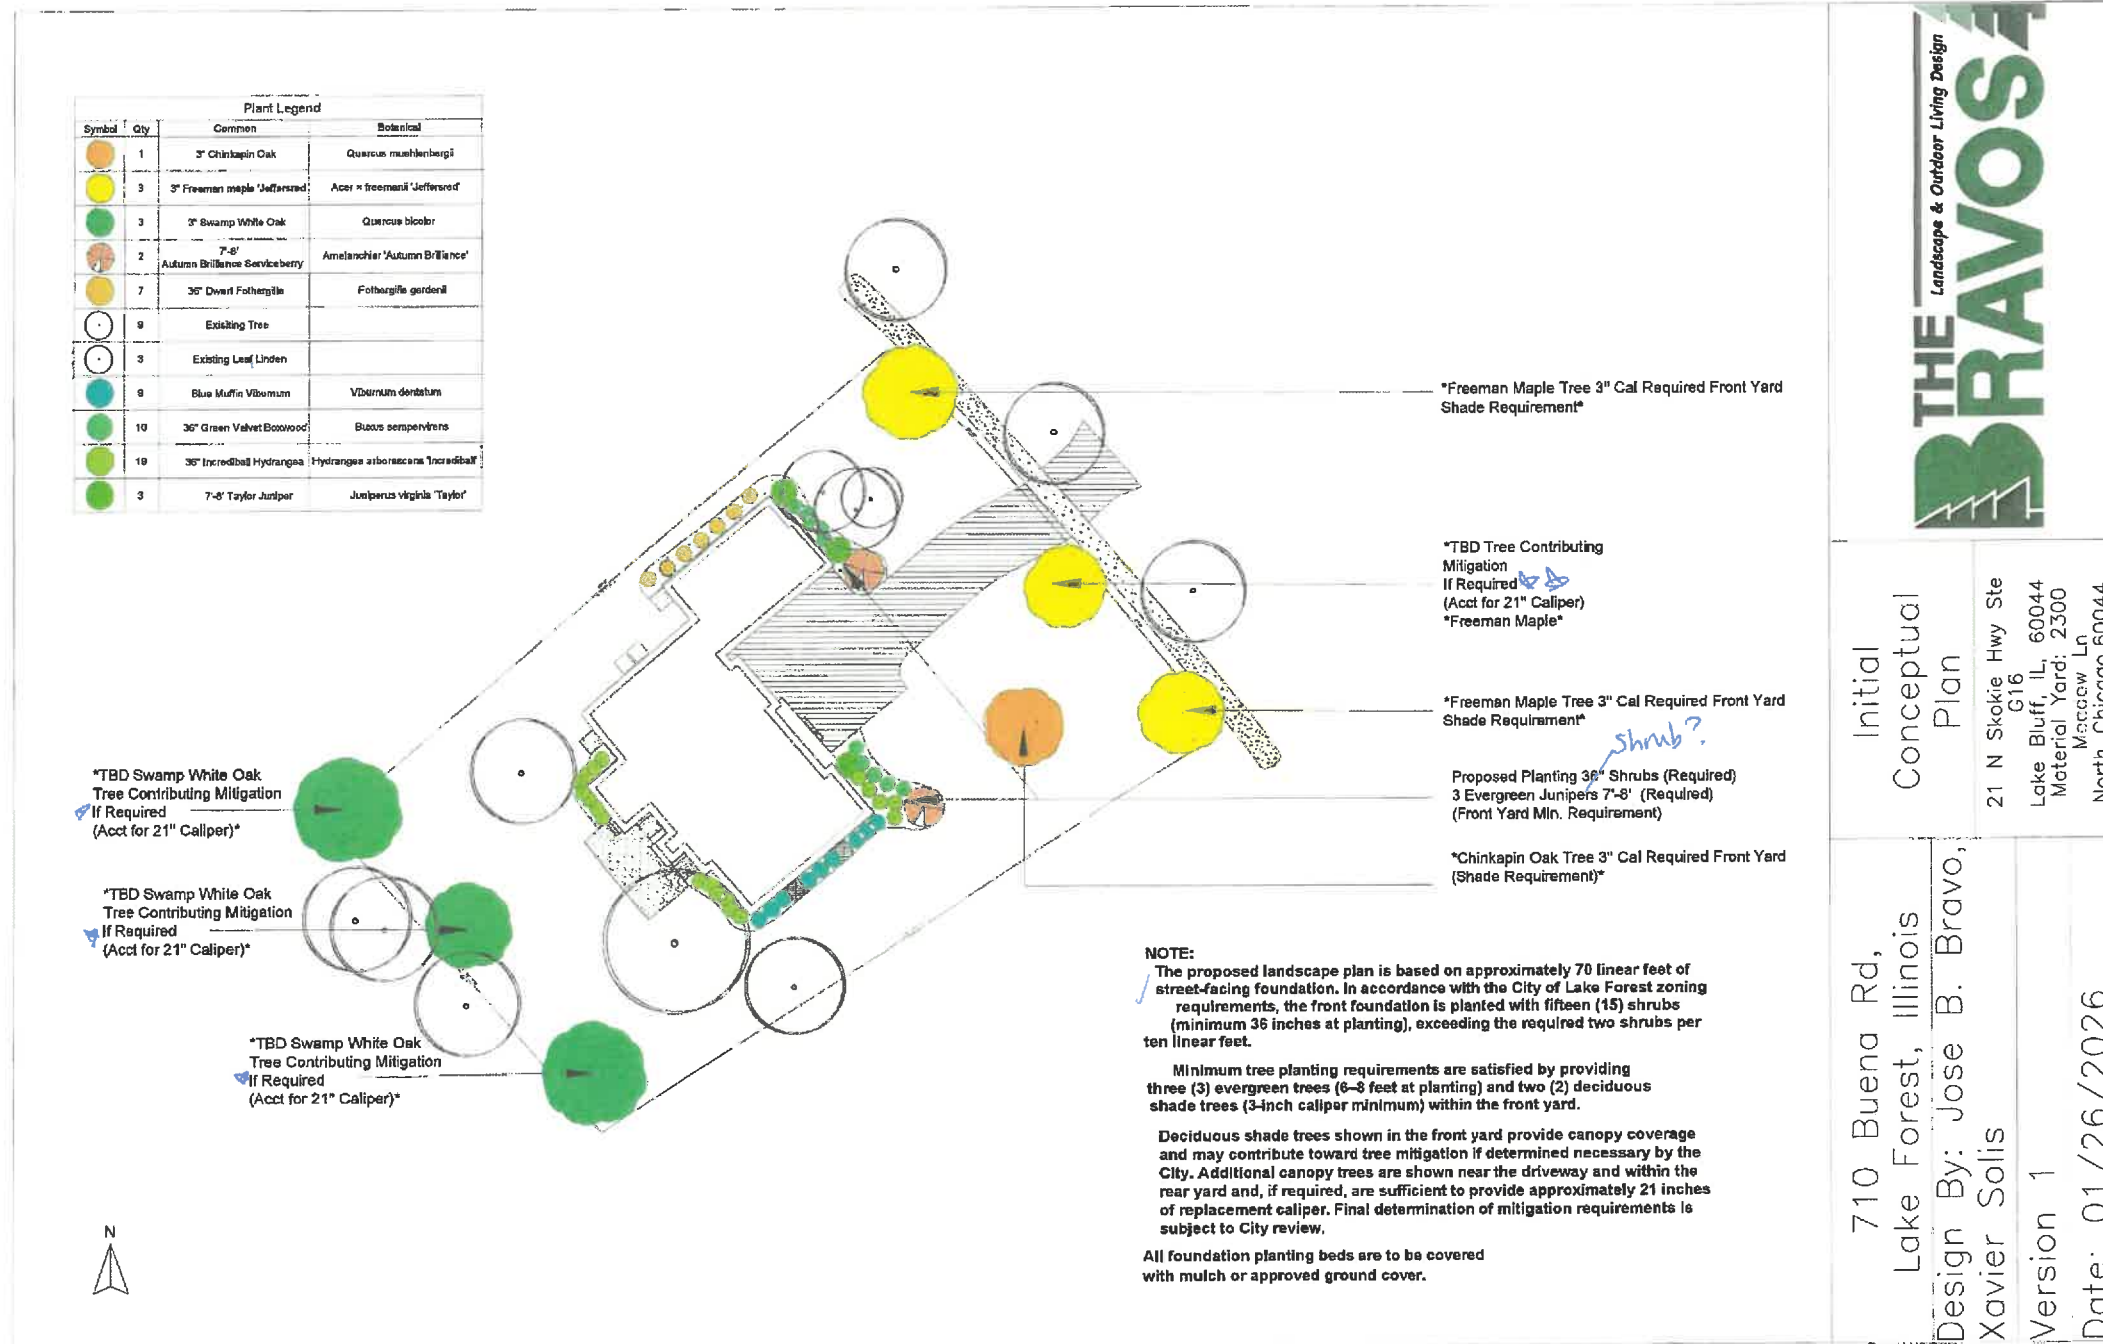 Plant Legend
Symbol Qty Common Botanical
1 3" Chinkapin Oak Quercus muehlenbergii
3 3" Freeman maple 'Jeffersred' Acer × freemanii 'Jeffersred'
3 3" Swamp White Oak Quercus bicolor
2 7'-8' Autumn Brilliance Serviceberry Amelanchier 'Autumn Brilliance'
7 36" Dwarf Fothergilla Fothergilla gardenii
9 Exisiting Tree
3 Existing Leaf Linden
9 Blue Muffin Viburnum Viburnum dentatum
10 36" Green Velvet Boxwood Buxus sempervirens
19 36" Incrediball Hydrangea Hydrangea arborescens 'Incrediball'
3 7'-8' Taylor Juniper Juniperus virginia 'Taylor'
*Freeman Maple Tree 3" Cal Required Front Yard
Shade Requirement*
*TBD Tree Contributing
Mitigation
If Required
(Acct for 21" Caliper)
*Freeman Maple*
*Freeman Maple Tree 3" Cal Required Front Yard
Shade Requirement*
Shrub?
Proposed Planting 36" Shrubs (Required)
3 Evergreen Junipers 7'-8' (Required)
(Front Yard Min. Requirement)
*Chinkapin Oak Tree 3" Cal Required Front Yard
(Shade Requirement)*
*TBD Swamp White Oak
Tree Contributing Mitigation
If Required
(Acct for 21" Caliper)*
*TBD Swamp White Oak
Tree Contributing Mitigation
If Required
(Acct for 21" Caliper)*
*TBD Swamp White Oak
Tree Contributing Mitigation
If Required
(Acct for 21" Caliper)*
NOTE:
The proposed landscape plan is based on approximately 70 linear feet of
street-facing foundation. In accordance with the City of Lake Forest zoning
requirements, the front foundation is planted with fifteen (15) shrubs
(minimum 36 inches at planting), exceeding the required two shrubs per
ten linear feet.
Minimum tree planting requirements are satisfied by providing
three (3) evergreen trees (6–8 feet at planting) and two (2) deciduous
shade trees (3-inch caliper minimum) within the front yard.
Deciduous shade trees shown in the front yard provide canopy coverage
and may contribute toward tree mitigation if determined necessary by the
City. Additional canopy trees are shown near the driveway and within the
rear yard and, if required, are sufficient to provide approximately 21 inches
of replacement caliper. Final determination of mitigation requirements is
subject to City review.
All foundation planting beds are to be covered
with mulch or approved ground cover.
N
THE
BRAVOS
Landscape & Outdoor Living Design
Initial
Conceptual
Plan
21 N Skokie Hwy Ste
G16
Lake Bluff, IL, 60044
Material Yard: 2300
Ln
North Chicago 60044
710 Buena Rd,
Lake Forest, Illinois
Design By: Jose B. Bravo,
Xavier Solis
Version 1
Date: 01/26/2026